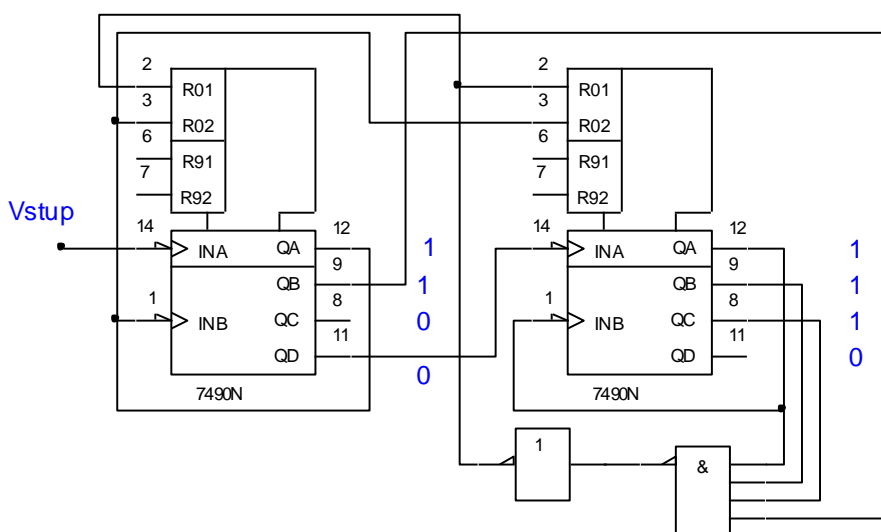 2
R01
3
R02
6
R91
7
R92
Vstup
14
INA
QA
12
9
1
QB
1
8
1
INB
QC
0
11
QD
0
7490N
2
R01
3
R02
6
R91
7
R92
14
INA
QA
12
1
9
QB
1
8
1
INB
QC
1
11
QD
0
7490N
1
&